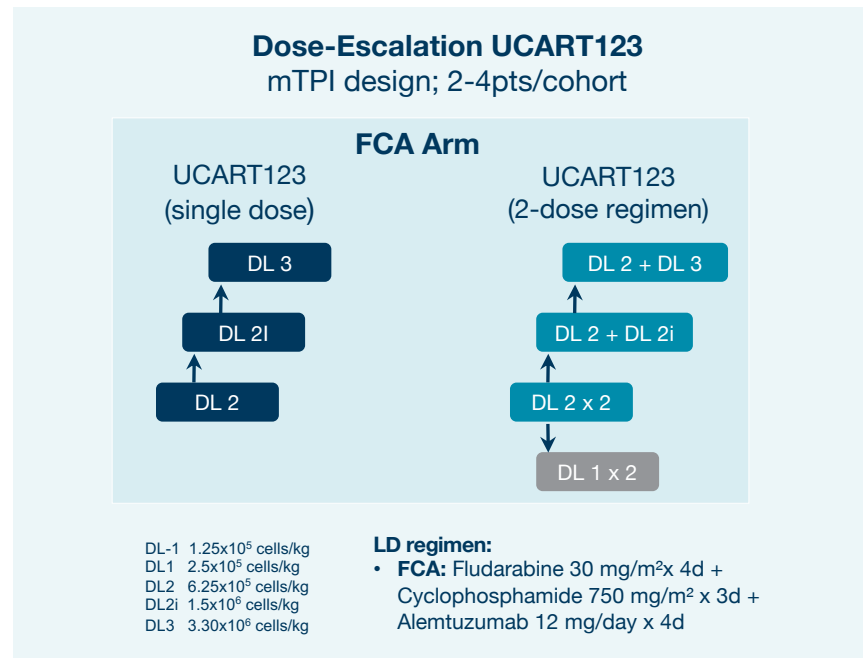 Dose-Escalation UCART123
mTPI design; 2-4pts/cohort
FCA Arm
UCART123
(single dose)
DL 3
DL 2I
DL 2
UCART123
(2-dose regimen)
DL 2 + DL 3
DL 2 + DL 2i
DL 2 x 2
DL 1 x 2
DL-1 1.25x10⁵ cells/kg
DL1 2.5x10⁵ cells/kg
DL2 6.25x10⁵ cells/kg
DL2i 1.5x10⁶ cells/kg
DL3 3.30x10⁶ cells/kg
LD regimen:
• FCA: Fludarabine 30 mg/m²x 4d +
Cyclophosphamide 750 mg/m² x 3d +
Alemtuzumab 12 mg/day x 4d